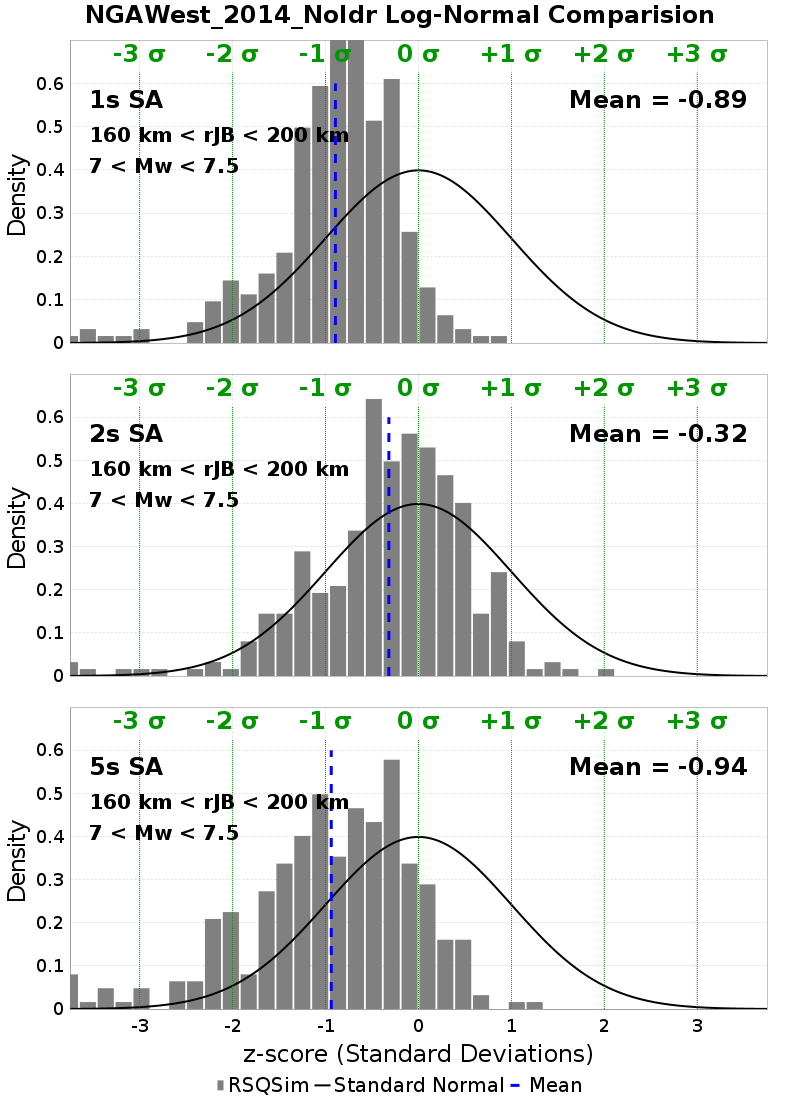 NGAWest_2014_NoIdr Log-Normal Comparision
-3 σ -2 σ -1 σ 0 σ +1 σ +2 σ +3 σ
1s SA Mean = -0.89
160 km < rJB < 200 km
7 < Mw < 7.5
0.6
0.5
0.4
0.3
0.2
0.1
0
Density
-3 σ -2 σ -1 σ 0 σ +1 σ +2 σ +3 σ
2s SA Mean = -0.32
160 km < rJB < 200 km
7 < Mw < 7.5
0.6
0.5
0.4
0.3
0.2
0.1
0
Density
-3 σ -2 σ -1 σ 0 σ +1 σ +2 σ +3 σ
5s SA Mean = -0.94
160 km < rJB < 200 km
7 < Mw < 7.5
0.6
0.5
0.4
0.3
0.2
0.1
0
Density
-3 -2 -1 0 1 2 3
z-score (Standard Deviations)
RSQSim Standard Normal Mean